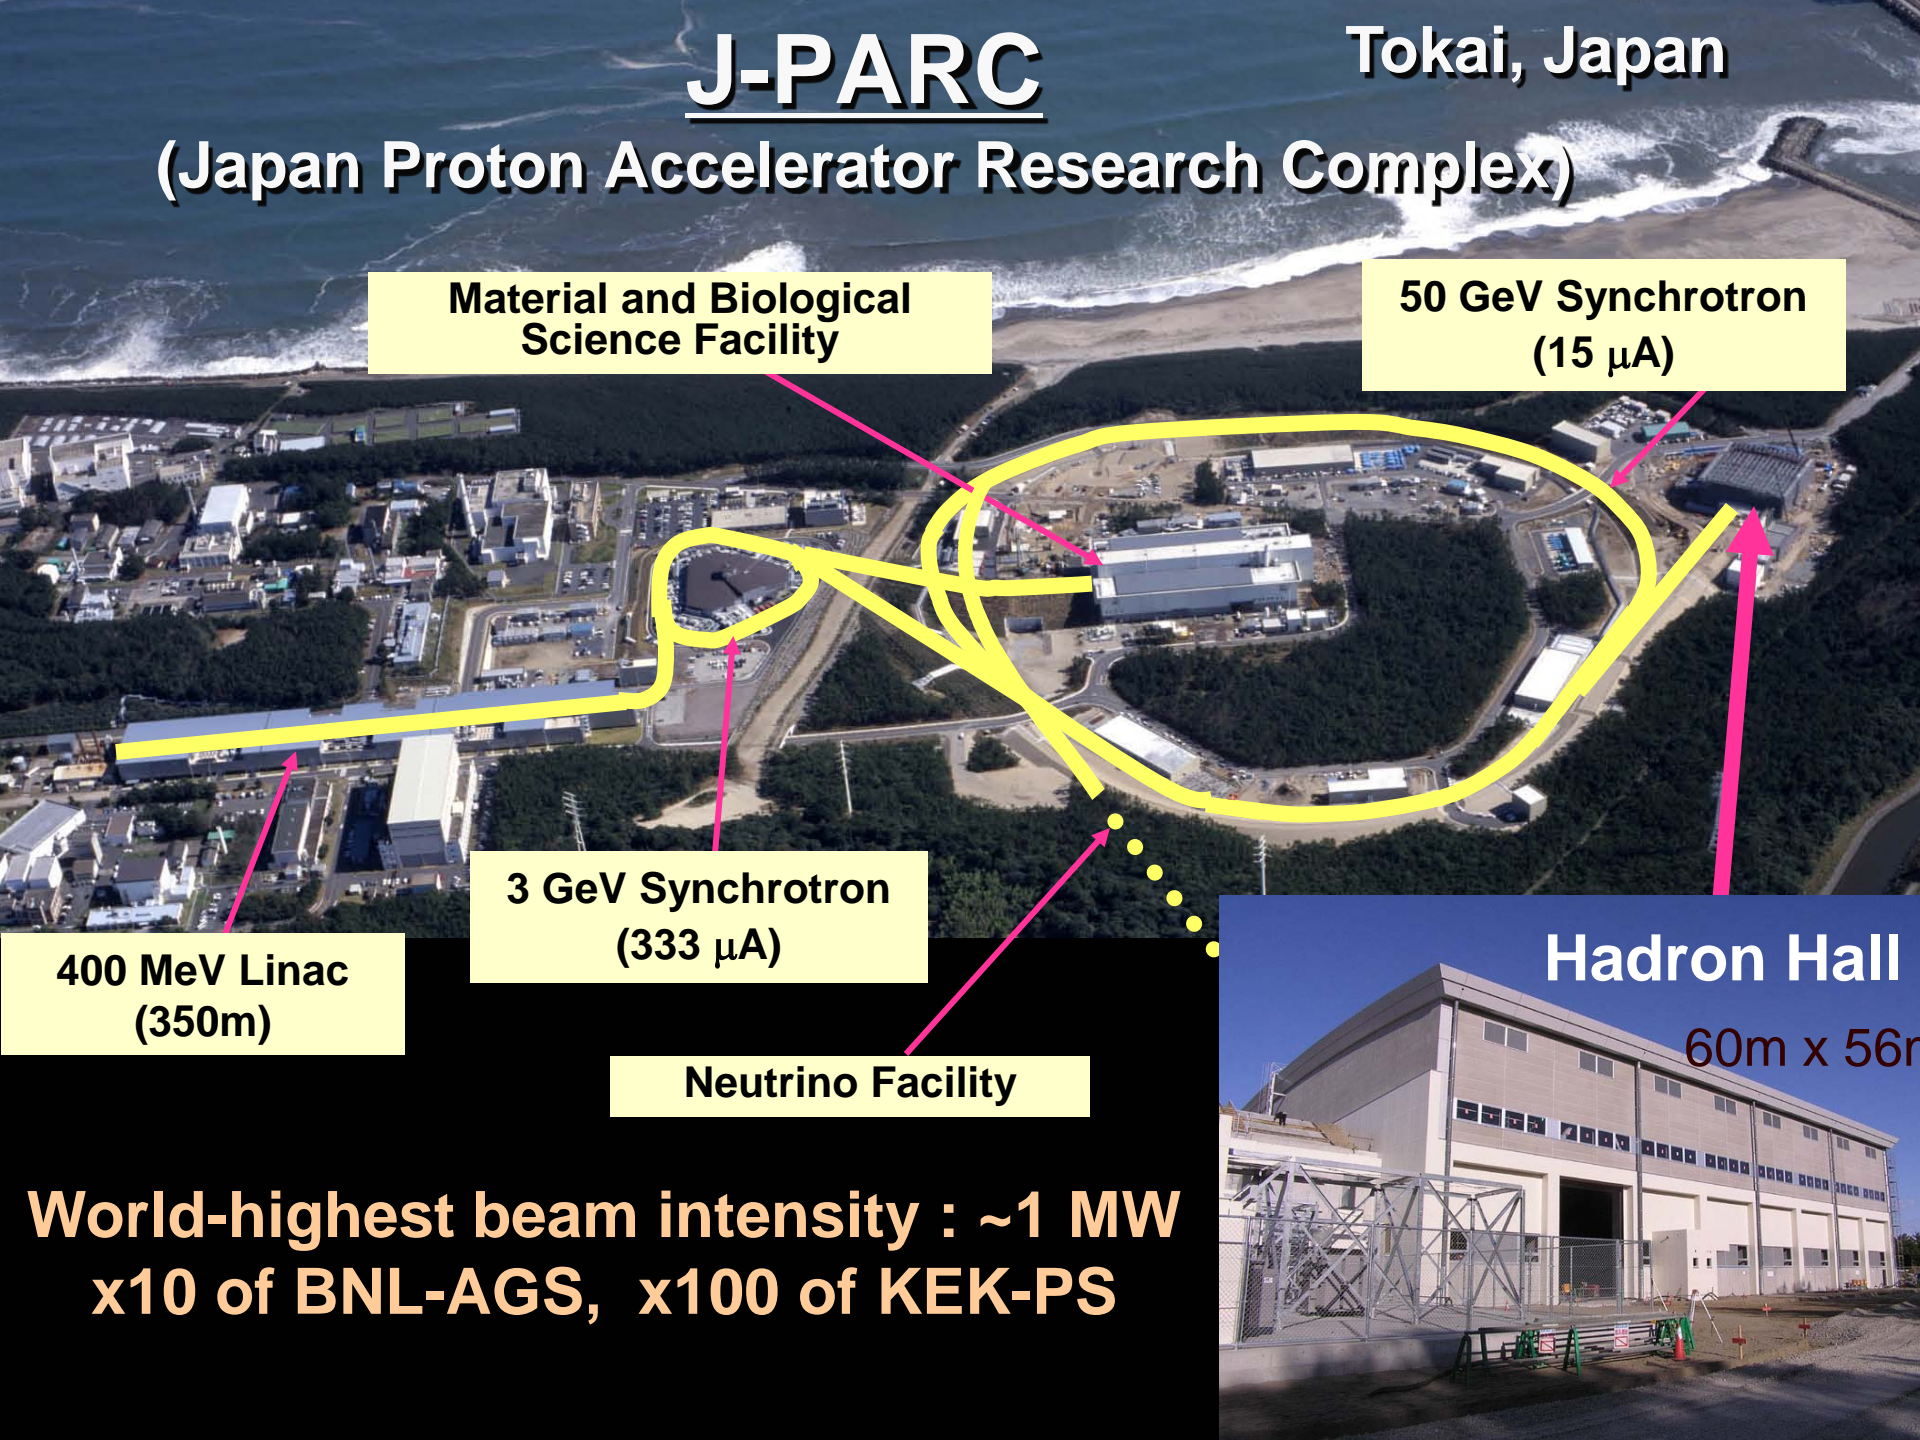 J-PARC
Tokai, Japan
(Japan Proton Accelerator Research Complex)
Material and Biological
Science Facility
50 GeV Synchrotron
(15 μA)
3 GeV Synchrotron
(333 μA)
400 MeV Linac
(350m)
Neutrino Facility
Hadron Hall
60m x 56m
World-highest beam intensity : ~1 MW
x10 of BNL-AGS,  x100 of KEK-PS